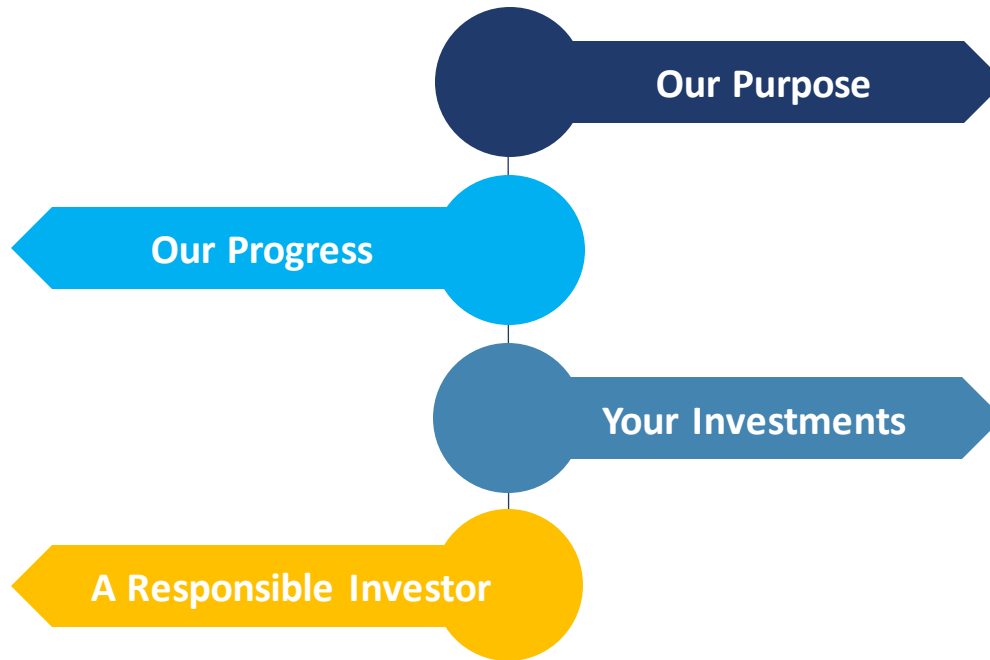 Our Purpose
Our Progress
Your Investments
A Responsible Investor